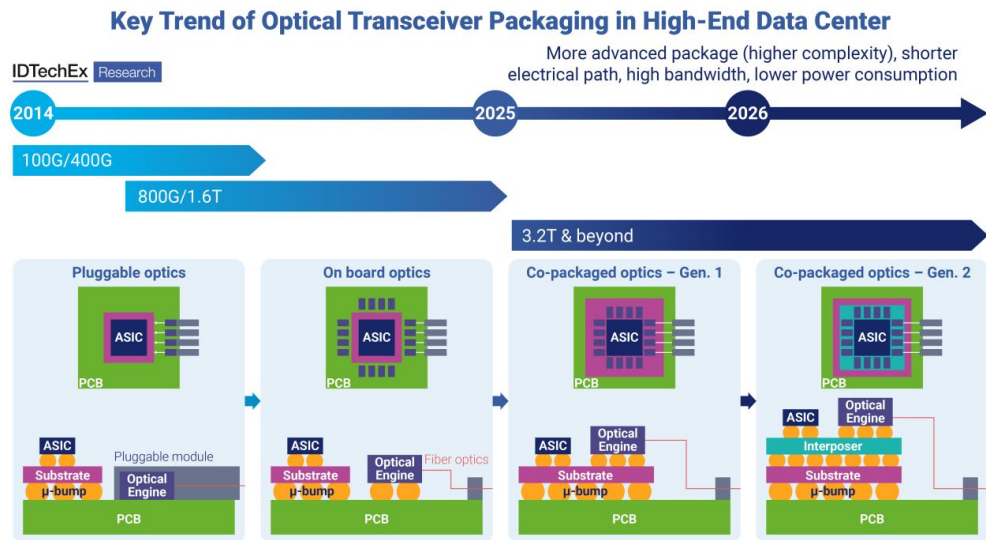 Key Trend of Optical Transceiver Packaging in High-End Data Center
More advanced package (higher complexity), shorter
electrical path, high bandwidth, lower power consumption
IDTechEx Research
2014
2025
2026
100G/400G
800G/1.6T
3.2T & beyond
Pluggable optics
ASIC
PCB
ASIC
Pluggable module
Substrate
Optical
Engine
μ-bump
PCB
On board optics
ASIC
PCB
ASIC
Optical
Engine
Fiber optics
Substrate
μ-bump
PCB
Co-packaged optics – Gen. 1
ASIC
PCB
Optical
Engine
ASIC
Substrate
μ-bump
PCB
Co-packaged optics – Gen. 2
ASIC
PCB
Optical
Engine
ASIC
Interposer
Substrate
μ-bump
PCB